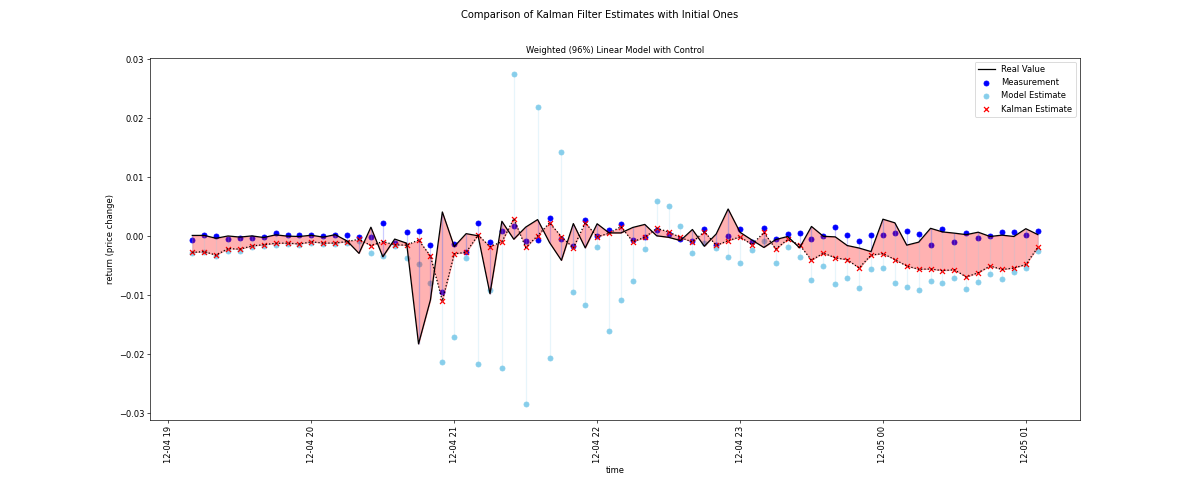 Comparison of Kalman Filter Estimates with Initial Ones
Weighted (96%) Linear Model with Control
0.03
0.02
0.01
0.00
−0.01
−0.02
−0.03
return (price change)
Real Value
Measurement
Model Estimate
Kalman Estimate
12-04 19
12-04 20
12-04 21
12-04 22
12-04 23
12-05 00
12-05 01
time